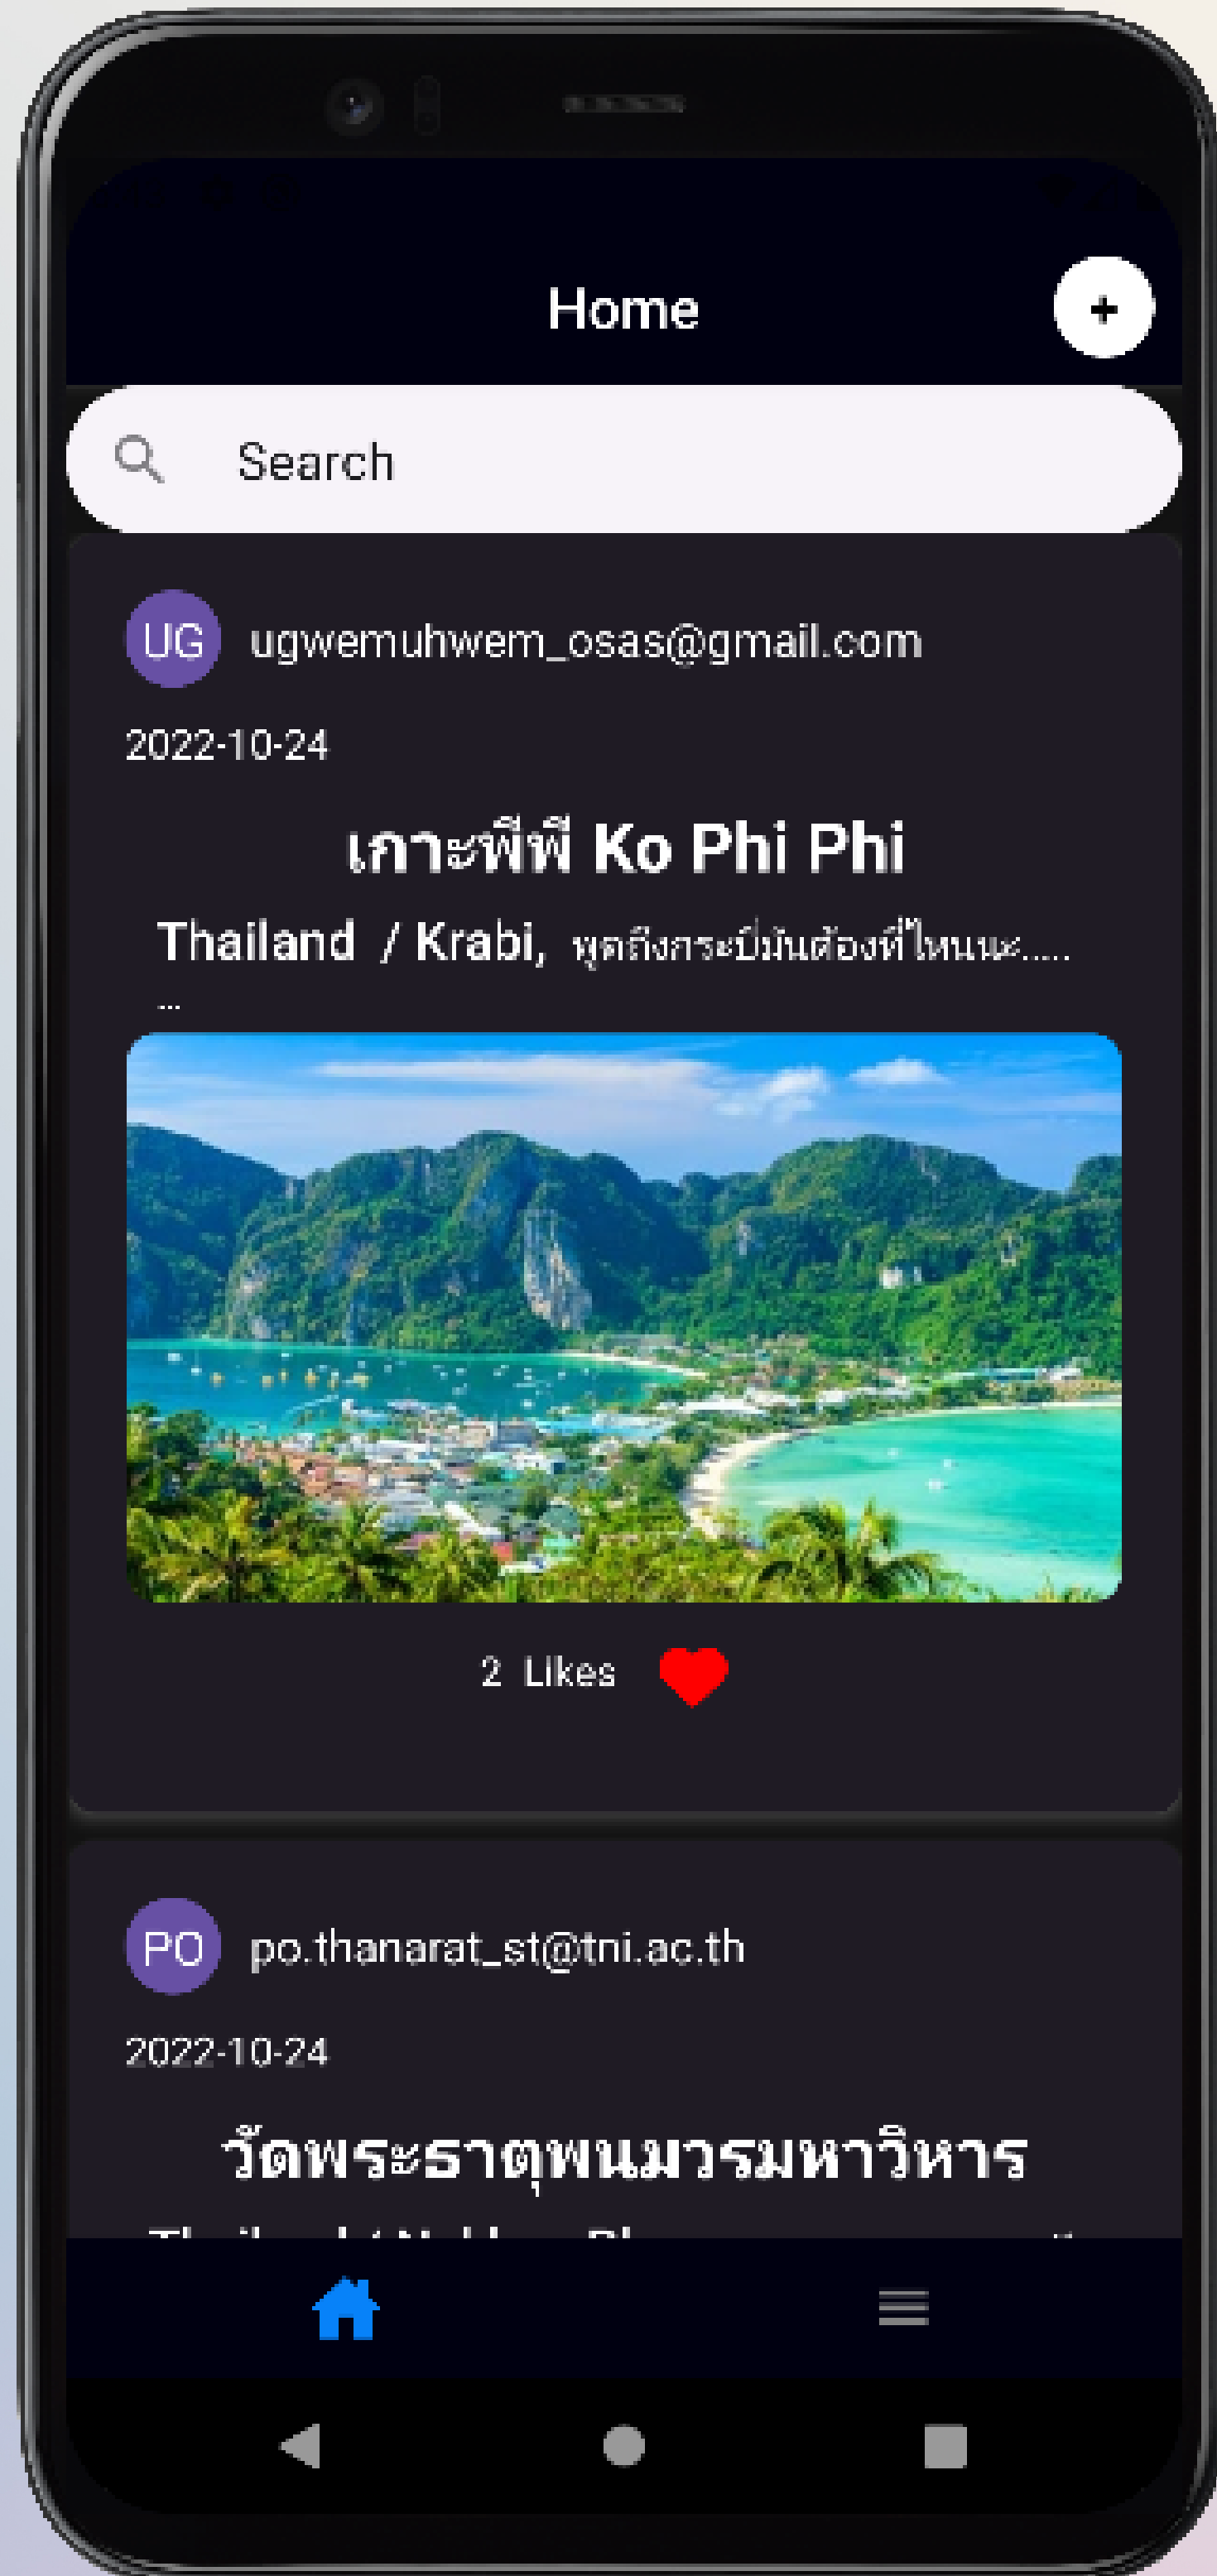 Home
+
Search
UG ugwemuhwem_osas@gmail.com
2022-10-24
เกาะพีพี Ko Phi Phi
Thailand / Krabi, พูดถึงกระบี่มันต้องที่ไหนนะ.....
...
2 Likes
PO po.thanarat_st@tni.ac.th
2022-10-24
วัดพระธาตุพนมวรมหาวิหาร